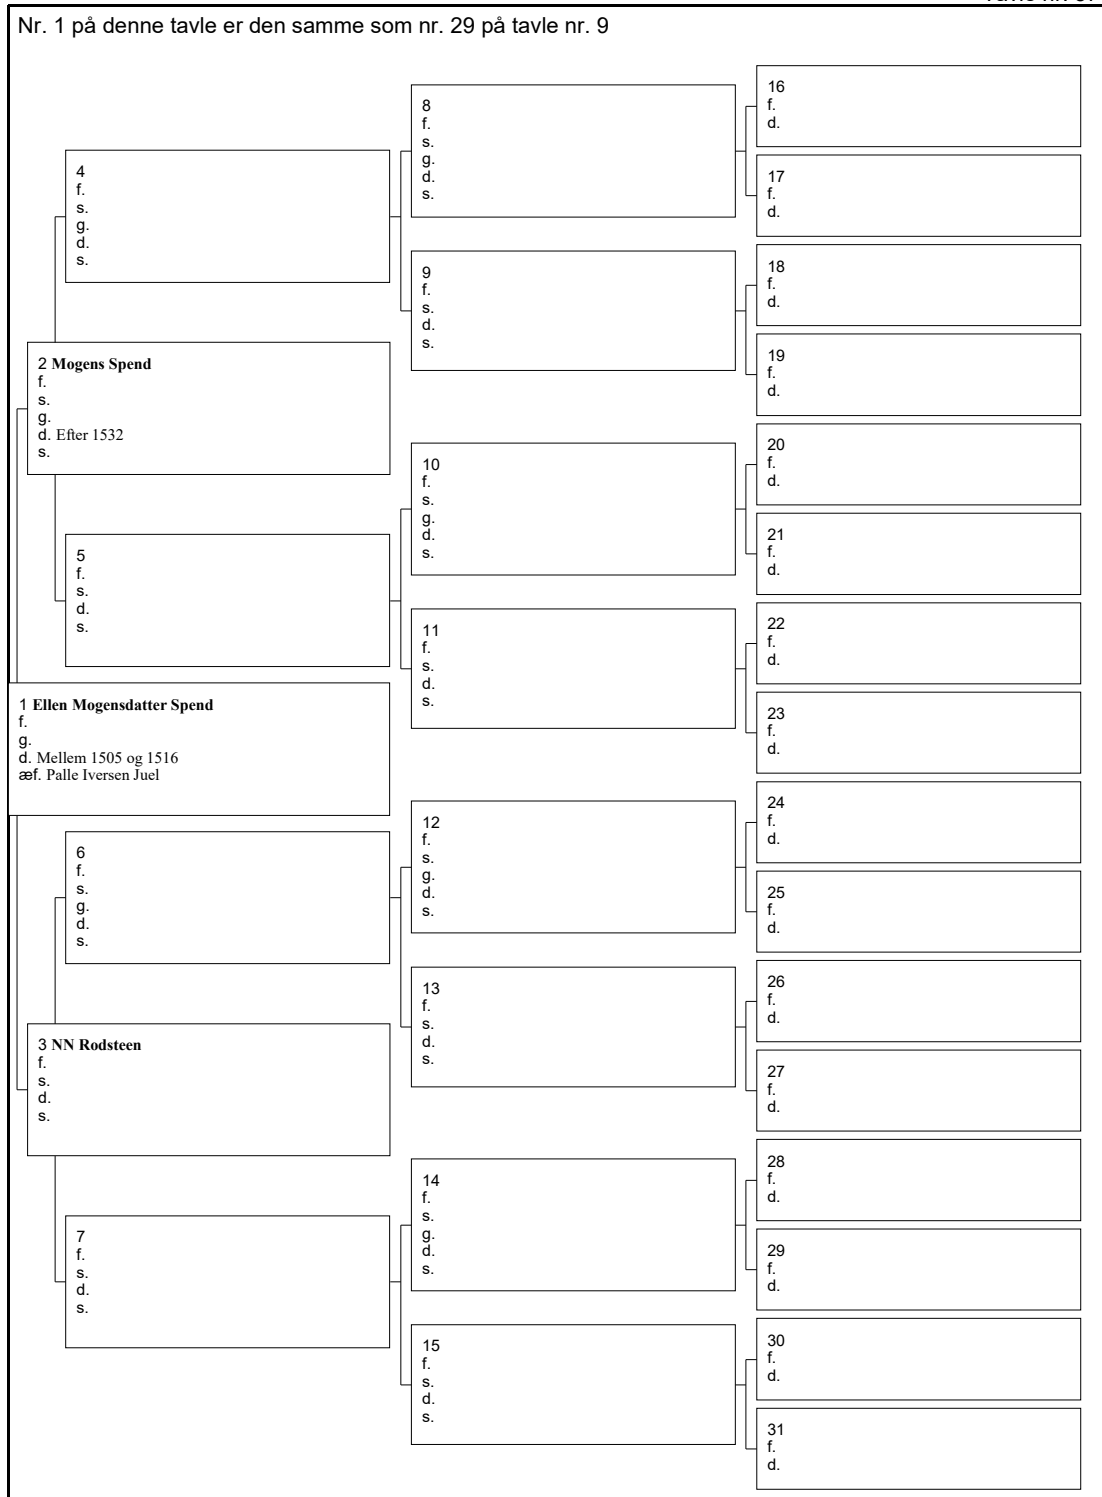 Nr. 1 på denne tavle er den samme som nr. 29 på tavle nr. 9
16
f.
d.
8
f.
s.
g.
d.
s.
17
f.
d.
4
f.
s.
g.
d.
s.
18
f.
d.
9
f.
s.
d.
s.
19
f.
d.
2 Mogens Spend
f.
s.
g.
d. Efter 1532
s.
20
f.
d.
10
f.
s.
g.
d.
s.
21
f.
d.
5
f.
s.
d.
s.
22
f.
d.
11
f.
s.
d.
s.
23
f.
d.
1 Ellen Mogensdatter Spend
f.
g.
d. Mellem 1505 og 1516
æf. Palle Iversen Juel
24
f.
d.
12
f.
s.
g.
d.
s.
25
f.
d.
6
f.
s.
g.
d.
s.
26
f.
d.
13
f.
s.
d.
s.
27
f.
d.
3 NN Rodsteen
f.
s.
d.
s.
28
f.
d.
14
f.
s.
g.
d.
s.
29
f.
d.
7
f.
s.
d.
s.
30
f.
d.
15
f.
s.
d.
s.
31
f.
d.